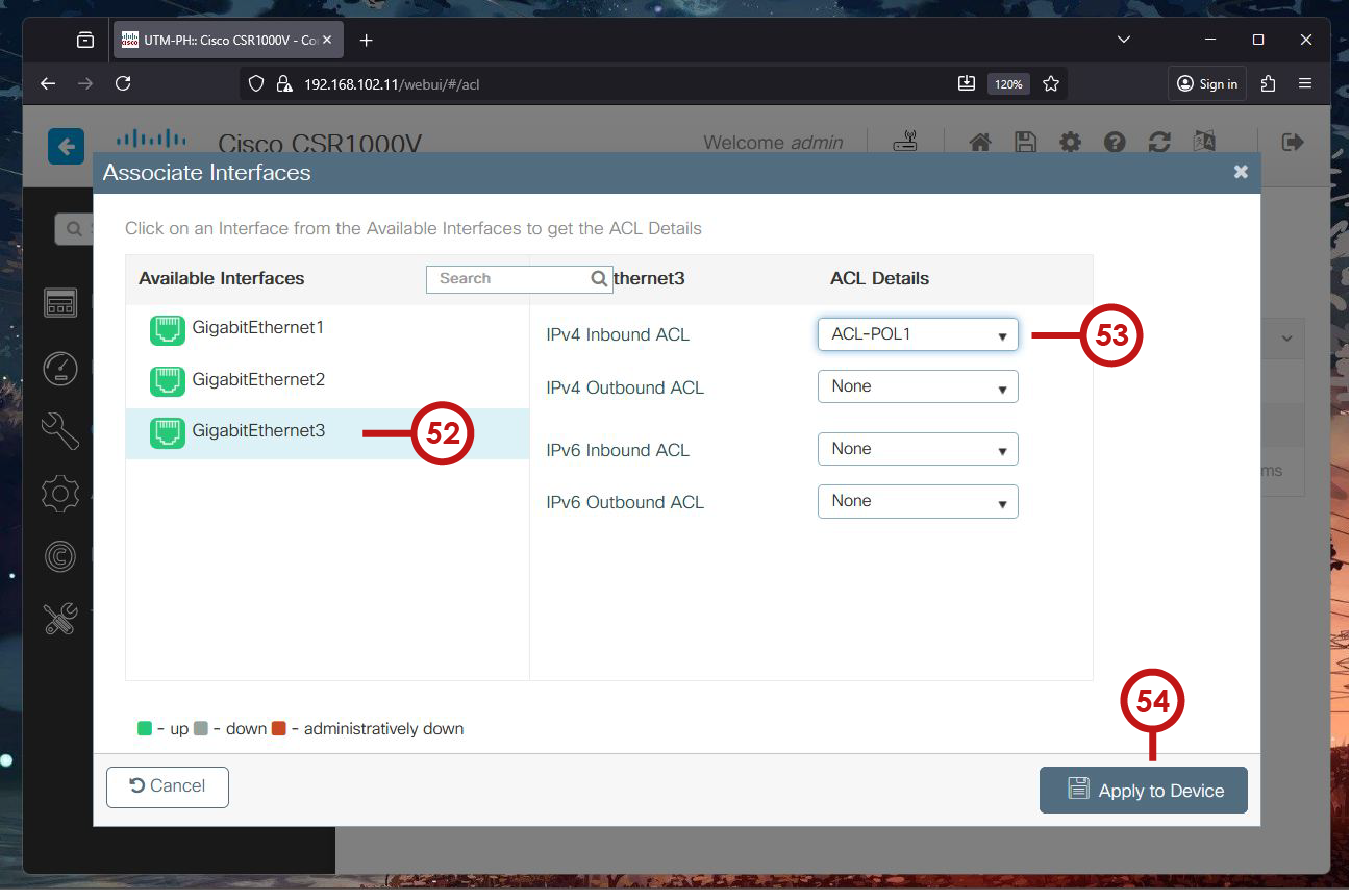 UTM-PH:: Cisco CSR1000V - Co
192.168.102.11/webui/#/acl
120%
Sign in
Cisco CSR1000V
Welcome admin
Associate Interfaces
Click on an Interface from the Available Interfaces to get the ACL Details
Available Interfaces
Search
thernet3
ACL Details
GigabitEthernet1
IPv4 Inbound ACL
ACL-POL1
53
GigabitEthernet2
IPv4 Outbound ACL
None
GigabitEthernet3
52
IPv6 Inbound ACL
None
ms
IPv6 Outbound ACL
None
54
- up - down - administratively down
Cancel
Apply to Device